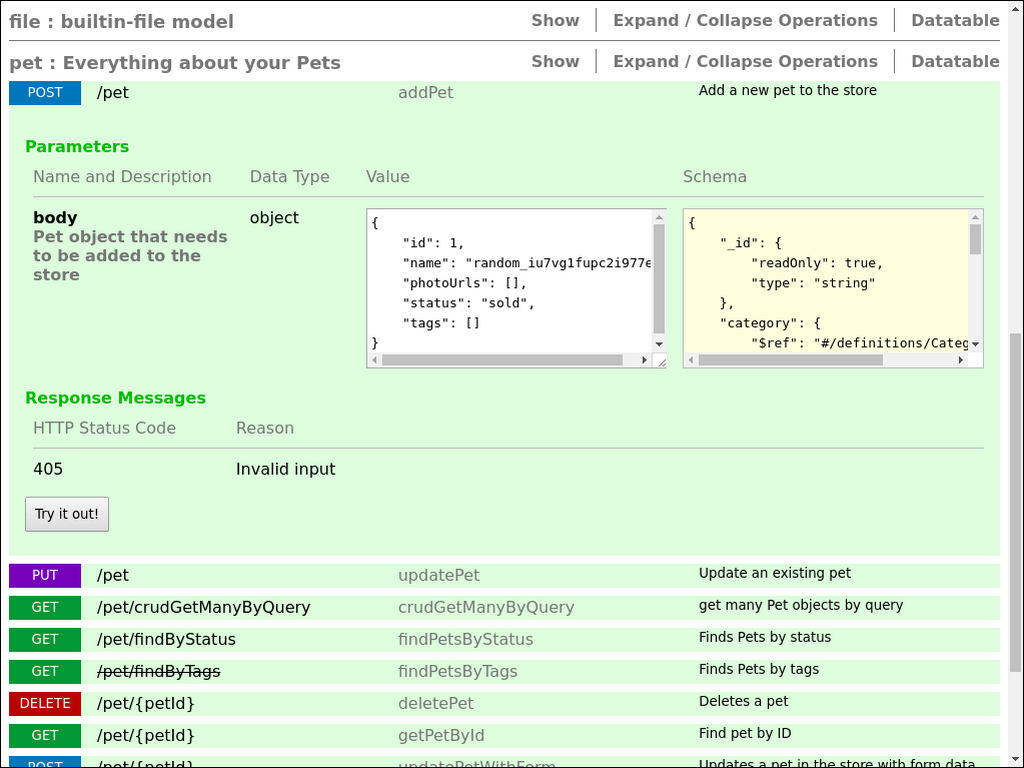 file : builtin-file model Show Expand / Collapse Operations Datatable
pet : Everything about your Pets Show Expand / Collapse Operations Datatable
POST /pet addPet Add a new pet to the store
Parameters
Name and Description Data Type Value Schema
body object
Pet object that needs
to be added to the
store
{
"id": 1,
"name": "random_iu7vg1fupc2i977e
"photoUrls": [],
"status": "sold",
"tags": []
}
{
"_id": {
"readOnly": true,
"type": "string"
},
"category": {
"$ref": "#/definitions/Categ
Response Messages
HTTP Status Code Reason
405 Invalid input
Try it out!
PUT /pet updatePet Update an existing pet
GET /pet/crudGetManyByQuery crudGetManyByQuery get many Pet objects by query
GET /pet/findByStatus findPetsByStatus Finds Pets by status
GET /pet/findByTags findPetsByTags Finds Pets by tags
DELETE /pet/{petId} deletePet Deletes a pet
GET /pet/{petId} getPetById Find pet by ID
POST /pet/{petId} updatePetWithForm Updates a pet in the store with form data